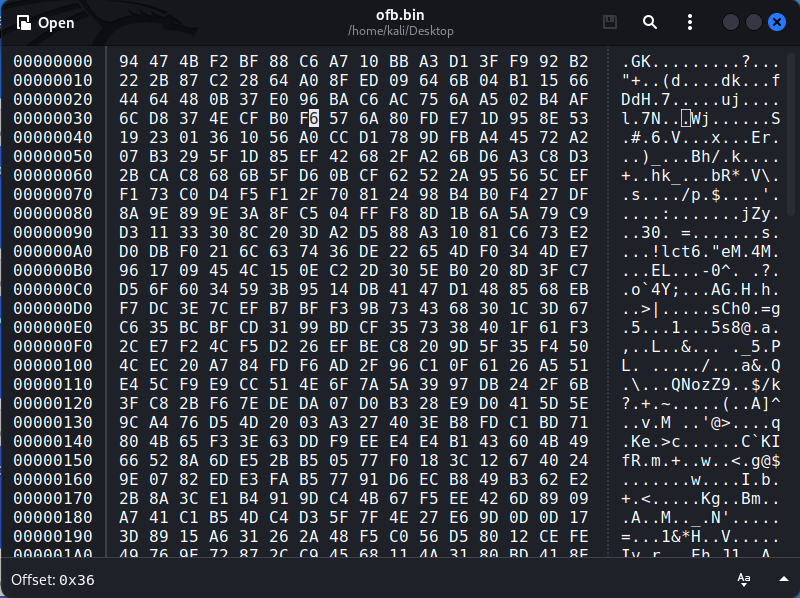 Open
ofb.bin
/home/kali/Desktop
00000000 94 47 4B F2 BF 88 C6 A7 10 BB A3 D1 3F F9 92 B2 .GK.........?...
00000010 22 2B 87 C2 28 64 A0 8F ED 09 64 6B 04 B1 15 66 "+..(d....dk...f
00000020 44 64 48 0B 37 E0 96 BA C6 AC 75 6A A5 02 B4 AF DdH.7.....uj....
00000030 6C D8 37 4E CF B0 F6 57 6A 80 FD E7 1D 95 8E 53 l.7N...Wj......S
00000040 19 23 01 36 10 56 A0 CC D1 78 9D FB A4 45 72 A2 .#.6.V...x...Er.
00000050 07 B3 29 5F 1D 85 EF 42 68 2F A2 6B D6 A3 C8 D3 ..)_...Bh/.k....
00000060 2B CA C8 68 6B 5F D6 0B CF 62 52 2A 95 56 5C EF +..hk_...bR*.V\.
00000070 F1 73 C0 D4 F5 F1 2F 70 81 24 98 B4 B0 F4 27 DF .s..../p.$....'.
00000080 8A 9E 89 9E 3A 8F C5 04 FF F8 8D 1B 6A 5A 79 C9 ....:.......jZy.
00000090 D3 11 33 30 8C 20 3D A2 D5 88 A3 10 81 C6 73 E2 ..30. =.......s.
000000A0 D0 DB F0 21 6C 63 74 36 DE 22 65 4D F0 34 4D E7 ...!lct6."eM.4M.
000000B0 96 17 09 45 4C 15 0E C2 2D 30 5E B0 20 8D 3F C7 ...EL...-0^. .?.
000000C0 D5 6F 60 34 59 3B 95 14 DB 41 47 D1 48 85 68 EB .o`4Y;...AG.H.h.
000000D0 F7 DC 3E 7C EF B7 BF F3 9B 73 43 68 30 1C 3D 67 ..>|.....sCh0.=g
000000E0 C6 35 BC BF CD 31 99 BD CF 35 73 38 40 1F 61 F3 .5...1...5s8@.a.
000000F0 2C E7 F2 4C F5 D2 26 EF BE C8 20 9D 5F 35 F4 50 ,..L..&... ._5.P
00000100 4C EC 20 A7 84 FD F6 AD 2F 96 C1 0F 61 26 A5 51 L. ...../...a&.Q
00000110 E4 5C F9 E9 CC 51 4E 6F 7A 5A 39 97 DB 24 2F 6B .\...QNozZ9..$/k
00000120 3F C8 2B F6 7E DE DA 07 D0 B3 28 E9 D0 41 5D 5E ?.+.~.....(..A]^
00000130 9C A4 76 D5 4D 20 03 A3 27 40 3E B8 FD C1 BD 71 ..v.M ..'@>....q
00000140 80 4B 65 F3 3E 63 DD F9 EE E4 E4 B1 43 60 4B 49 .Ke.>c......C`KI
00000150 66 52 8A 6D E5 2B B5 05 77 F0 18 3C 12 67 40 24 fR.m.+..w..<.g@$
00000160 9E 07 82 ED E3 FA B5 77 91 D6 EC B8 49 B3 62 E2 .......w....I.b.
00000170 2B 8A 3C E1 B4 91 9D C4 4B 67 F5 EE 42 6D 89 09 +.<.....Kg..Bm..
00000180 A7 41 C1 B5 4D C4 D3 5F 7F 4E 27 E6 9D 0D 0D 17 .A..M.._.N'.....
00000190 3D 89 15 A6 31 26 2A 48 F5 C0 56 D5 80 12 CE FE =...1&*H..V.....
000001A0 49 76 9E 72 87 2C C9 45 68 11 4A 31 80 BD 41 8E Iv.r.,.Eh.J1..A.
Offset: 0x36